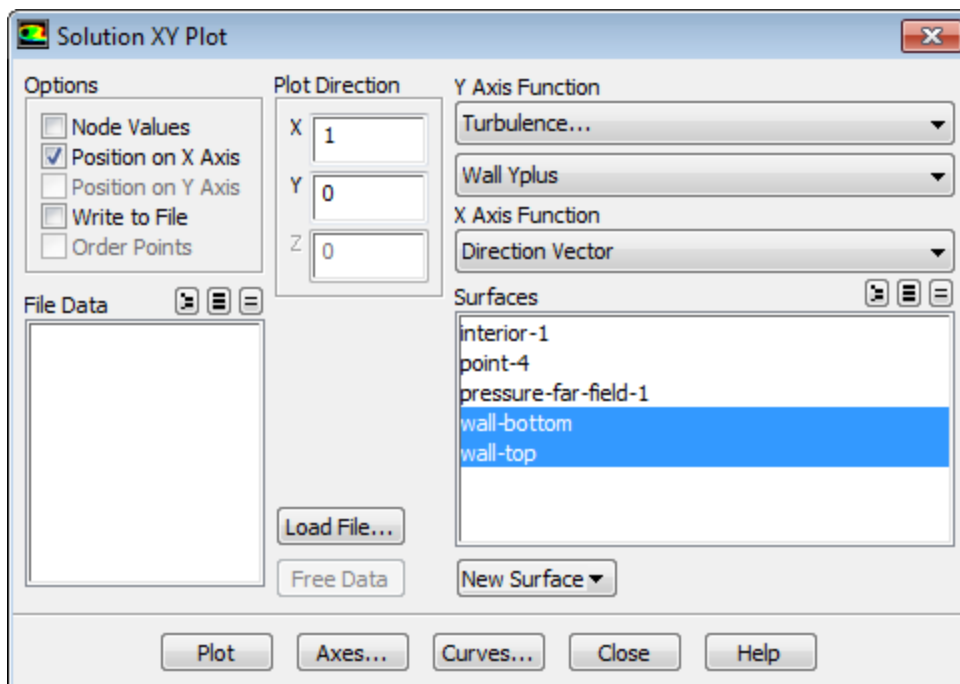 Solution XY Plot
Options
Node Values
Position on X Axis
Position on Y Axis
Write to File
Order Points
Plot Direction
X 1
Y 0
Z 0
Y Axis Function
Turbulence...
Wall Yplus
X Axis Function
Direction Vector
File Data
Surfaces
interior-1
point-4
pressure-far-field-1
wall-bottom
wall-top
Load File...
Free Data
New Surface
Plot
Axes...
Curves...
Close
Help